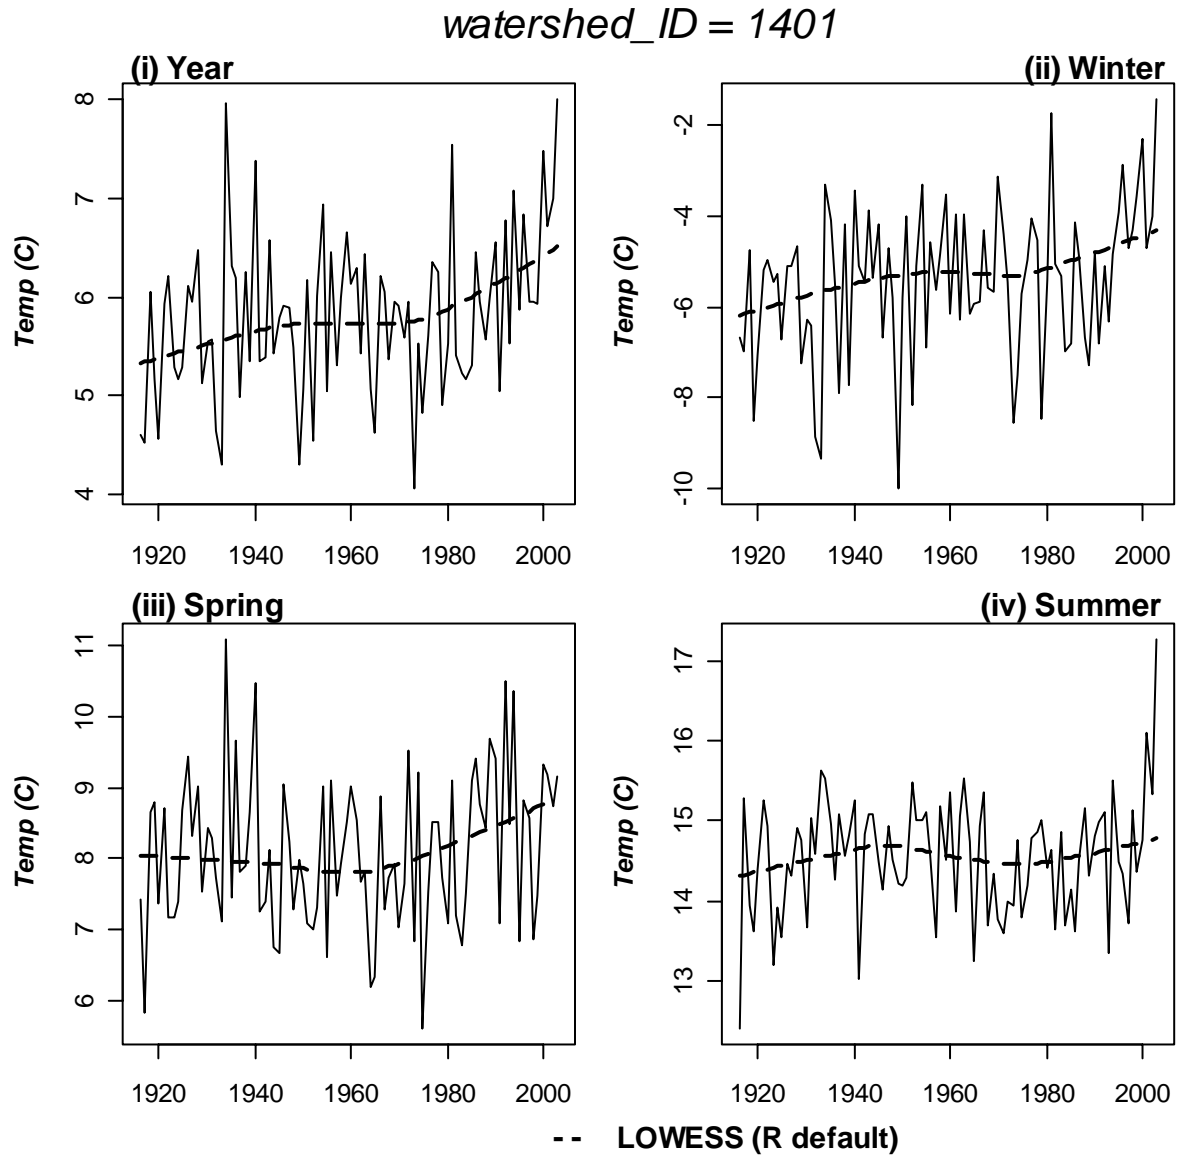 watershed_ID = 1401
(i) Year
Temp (C)
8
7
6
5
4
1920 1940 1960 1980 2000
(ii) Winter
Temp (C)
-2
-4
-6
-8
-10
1920 1940 1960 1980 2000
(iii) Spring
Temp (C)
11
10
9
8
7
6
1920 1940 1960 1980 2000
(iv) Summer
Temp (C)
17
16
15
14
13
1920 1940 1960 1980 2000
-- LOWESS (R default)